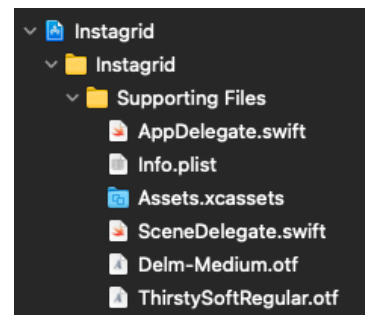 Instagrid
Instagrid
Supporting Files
AppDelegate.swift
Info.plist
Assets.xcassets
SceneDelegate.swift
Delm-Medium.otf
ThirstySoftRegular.otf